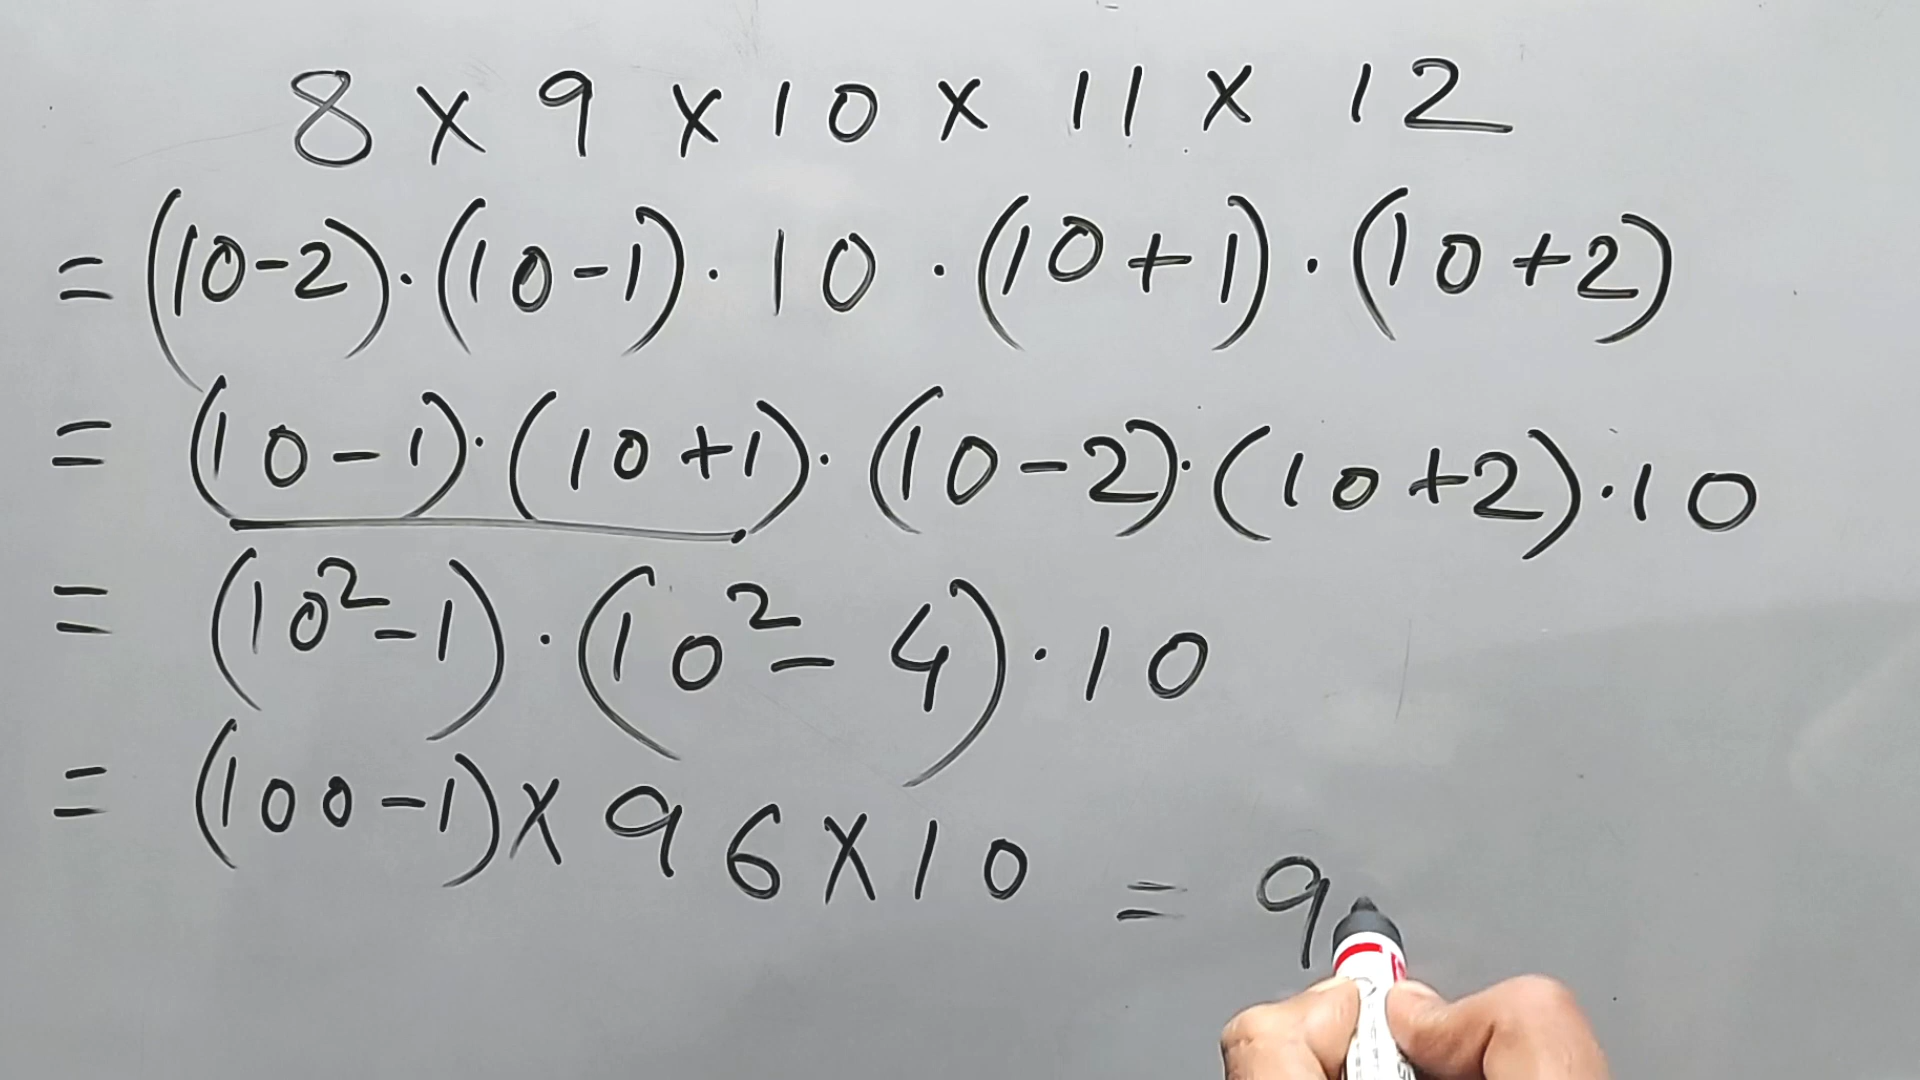 8 × 9 × 10 × 11 × 12
= (10-2)·(10-1)·10·(10+1)·(10+2)
= (10-1)·(10+1)·(10-2)·(10+2)·10
= (10²-1)·(10²-4)·10
= (100-1)×96×10 = 9